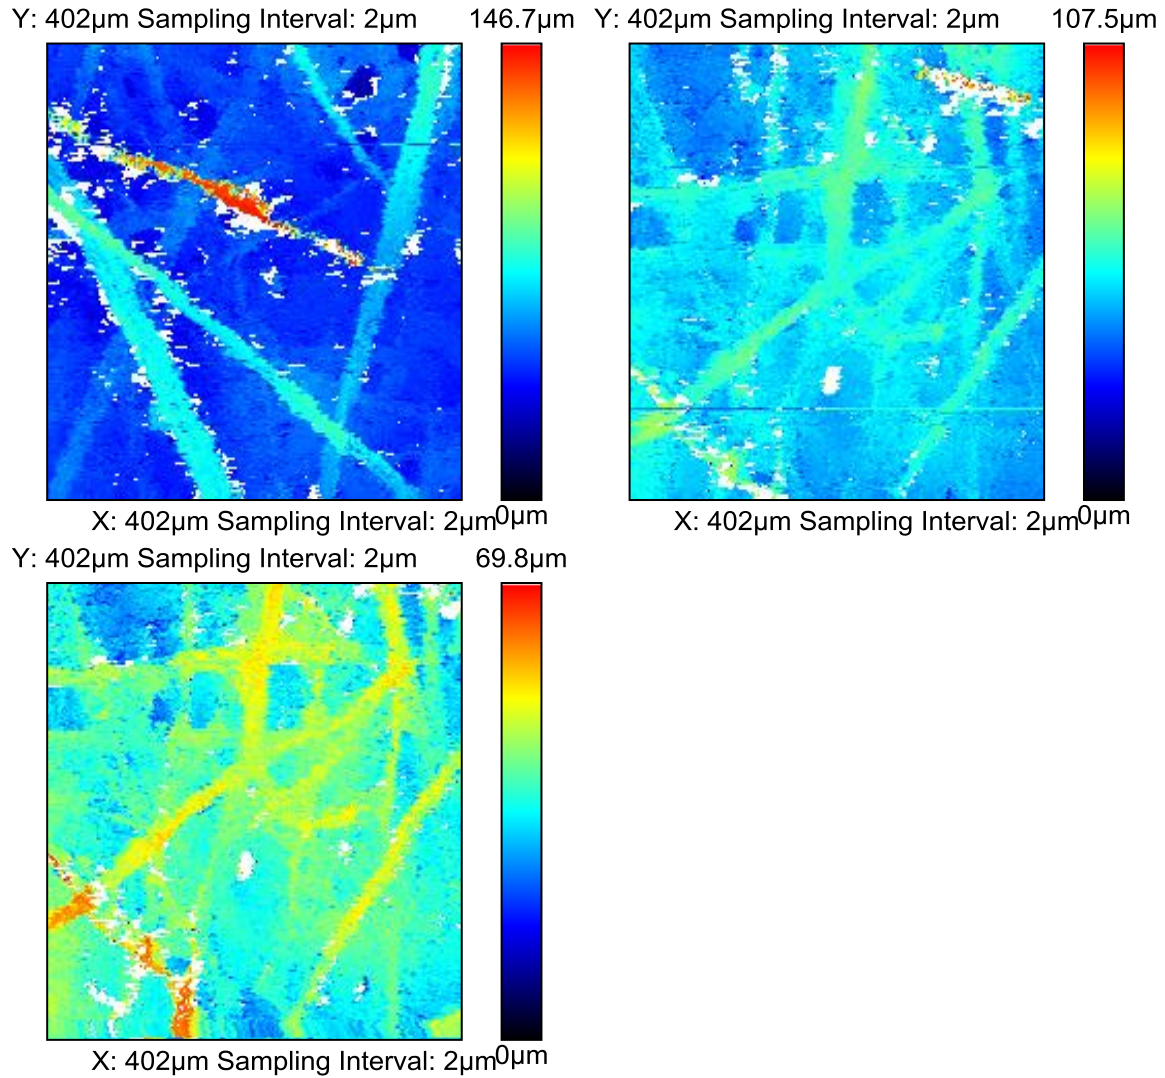 Y: 402µm Sampling Interval: 2µm
146.7µm
Y: 402µm Sampling Interval: 2µm
107.5µm
X: 402µm Sampling Interval: 2µm
0µm
X: 402µm Sampling Interval: 2µm
0µm
Y: 402µm Sampling Interval: 2µm
69.8µm
X: 402µm Sampling Interval: 2µm
0µm